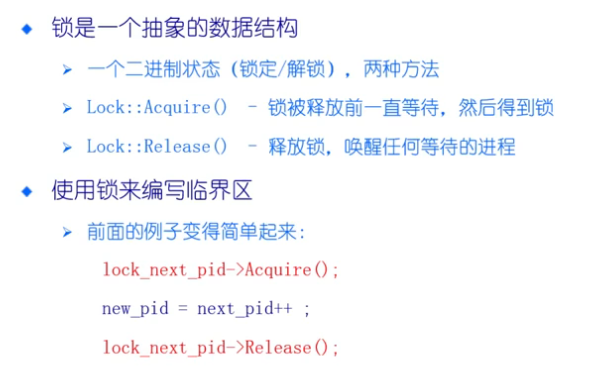 锁是一个抽象的数据结构
一个二进制状态（锁定/解锁），两种方法
Lock::Acquire() - 锁被释放前一直等待，然后得到锁
Lock::Release() - 释放锁，唤醒任何等待的进程
使用锁来编写临界区
前面的例子变得简单起来：
lock_next_pid->Acquire();
new_pid = next_pid++ ;
lock_next_pid->Release();